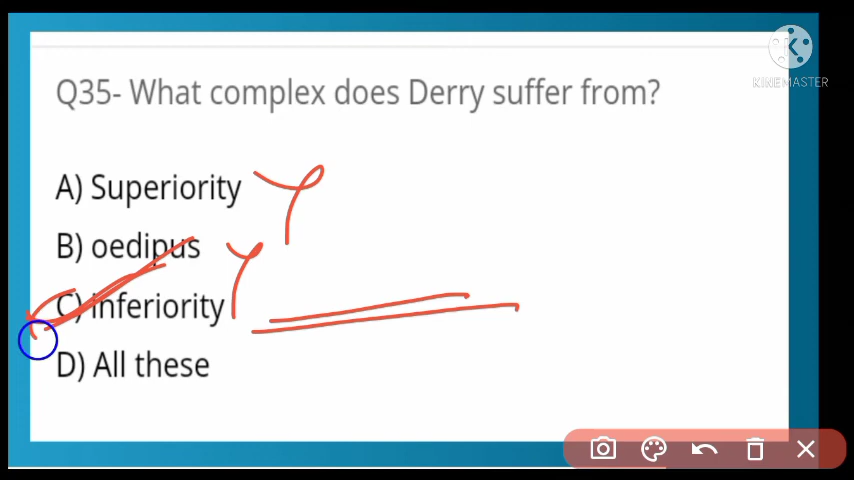 KINEMASTER
Q35- What complex does Derry suffer from?
A) Superiority
B) oedipus
C) inferiority
D) All these